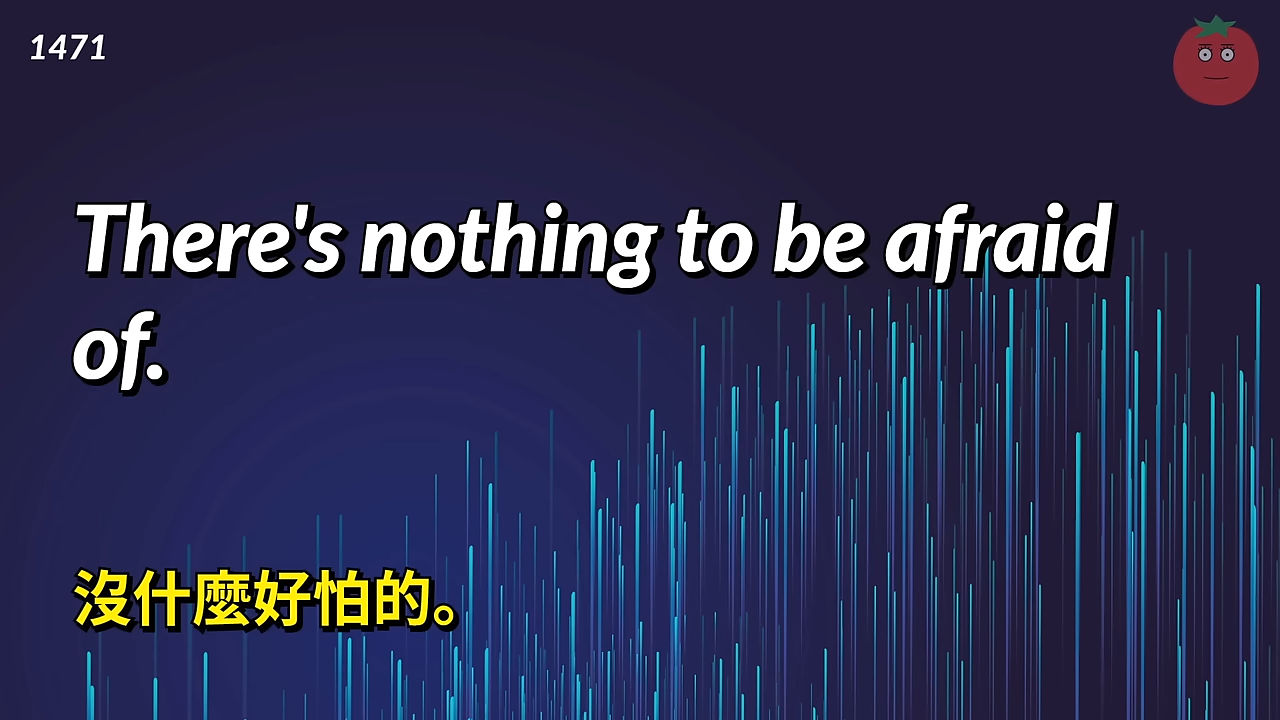 1471
There's nothing to be afraid
of.
沒什麼好怕的。